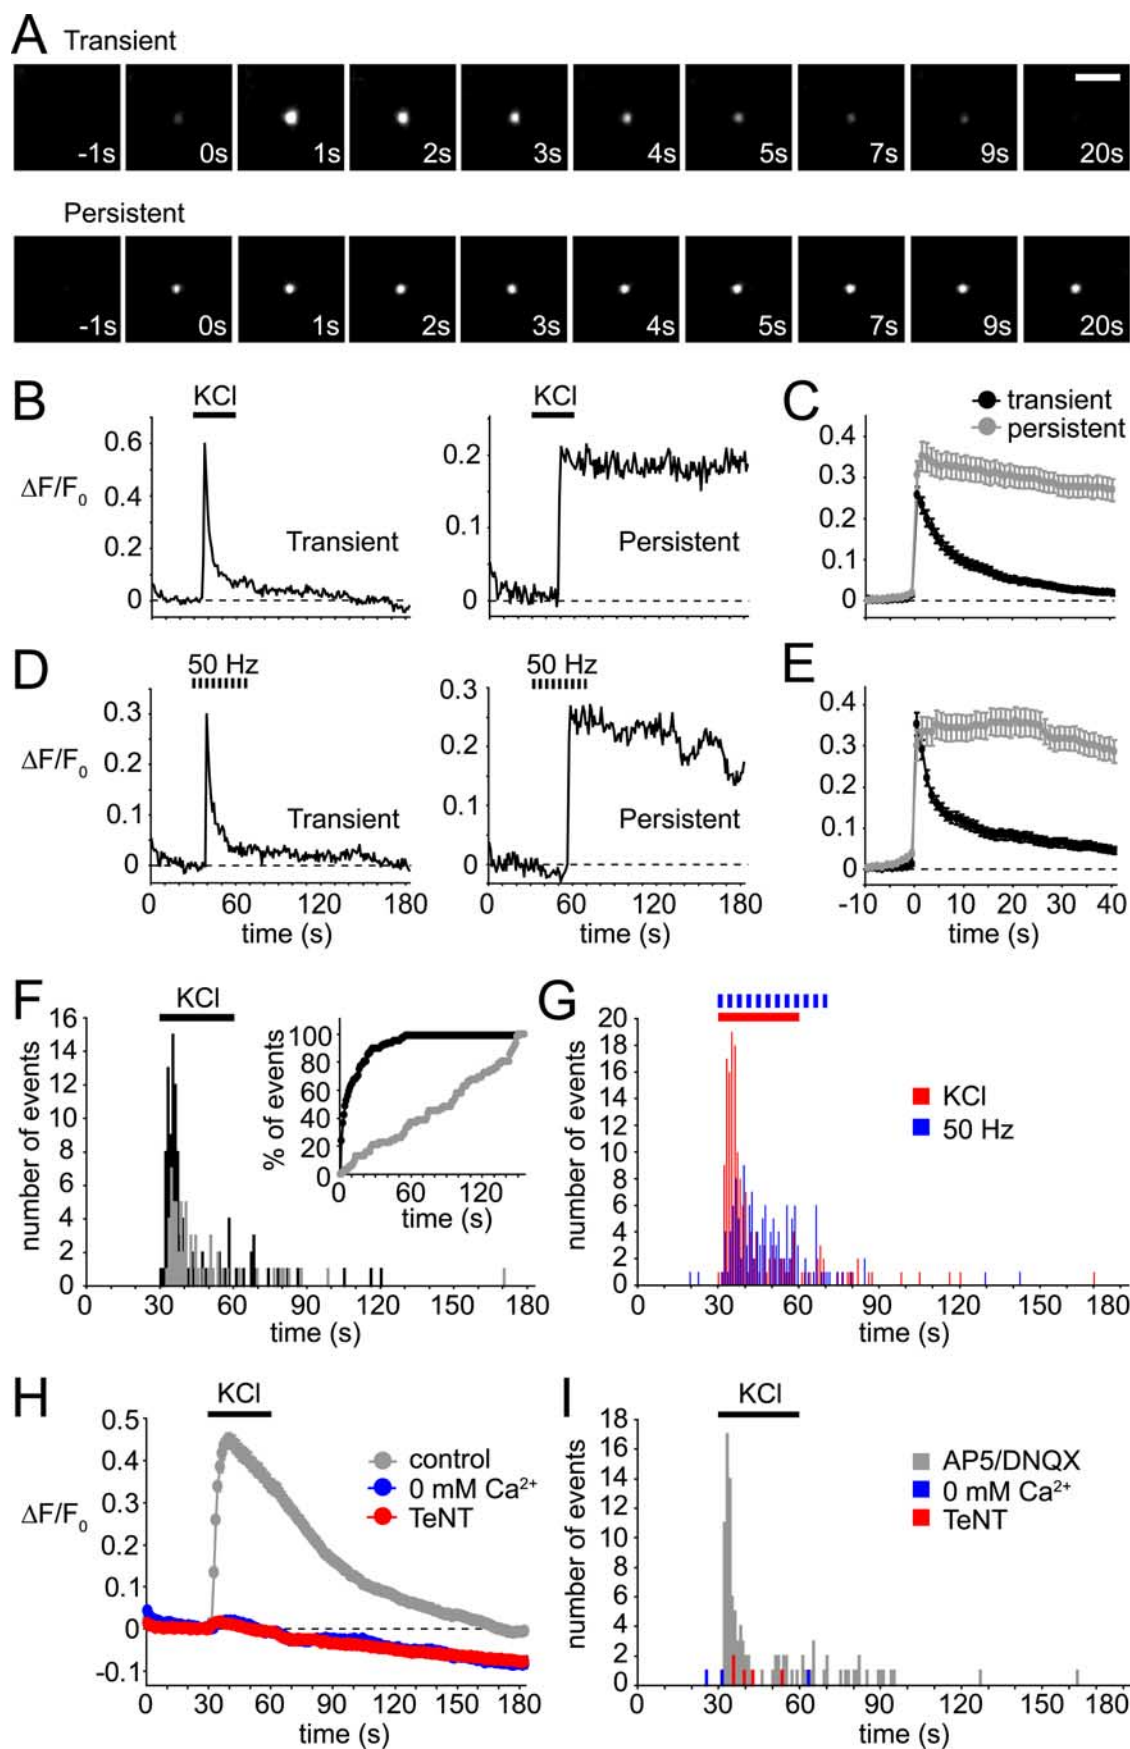 A Transient
-1s 0s 1s 2s 3s 4s 5s 7s 9s 20s
Persistent
-1s 0s 1s 2s 3s 4s 5s 7s 9s 20s
B KCl KCl C transient
persistent
ΔF/F₀
0.6
0.4
0.2
0
Transient
0.2
0.1
0
Persistent
0.4
0.3
0.2
0.1
0
D 50 Hz 50 Hz E
ΔF/F₀
0.3
0.2
0.1
0
Transient
0 60 120 180
time (s)
0.3
0.2
0.1
0
Persistent
0 60 120 180
time (s)
0.4
0.3
0.2
0.1
0
-10 0 10 20 30 40
time (s)
F KCl
number of events
16
14
12
10
8
6
4
2
0
0 30 60 90 120 150 180
time (s)
% of events
100
80
60
40
20
0
0 60 120
time (s)
G
number of events
20
18
16
14
12
10
8
6
4
2
0
KCl
50 Hz
0 30 60 90 120 150 180
time (s)
H KCl
ΔF/F₀
0.5
0.4
0.3
0.2
0.1
0
-0.1
control
0 mM Ca²⁺
TeNT
0 30 60 90 120 150 180
time (s)
I KCl
number of events
18
16
14
12
10
8
6
4
2
0
AP5/DNQX
0 mM Ca²⁺
TeNT
0 30 60 90 120 150 180
time (s)